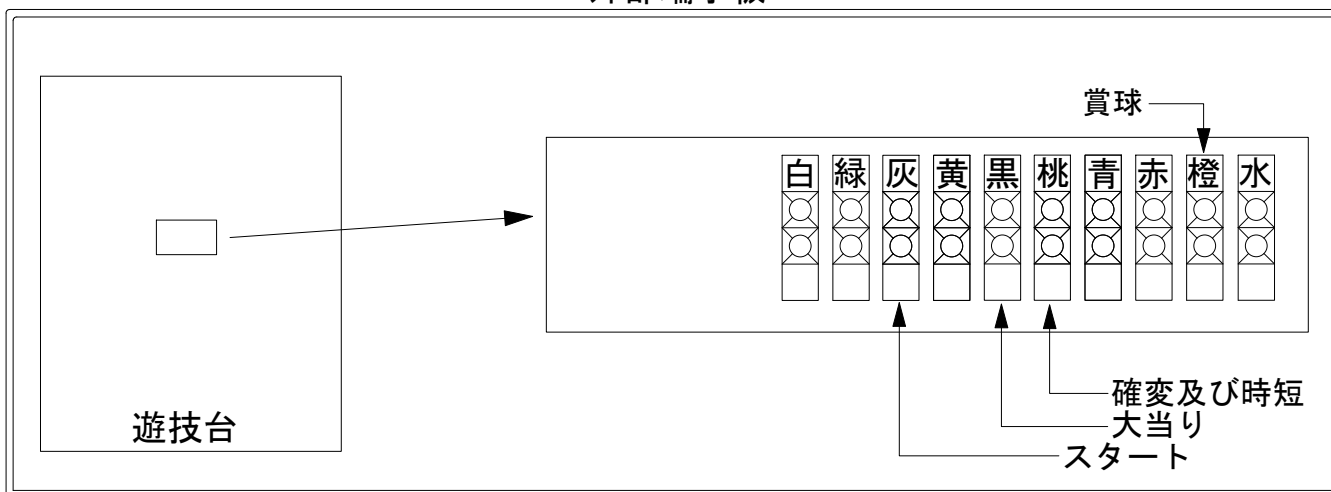 賞球
白 緑 灰 黄 黒 桃 青 赤 橙 水
確変及び時短
大当り
スタート
遊技台